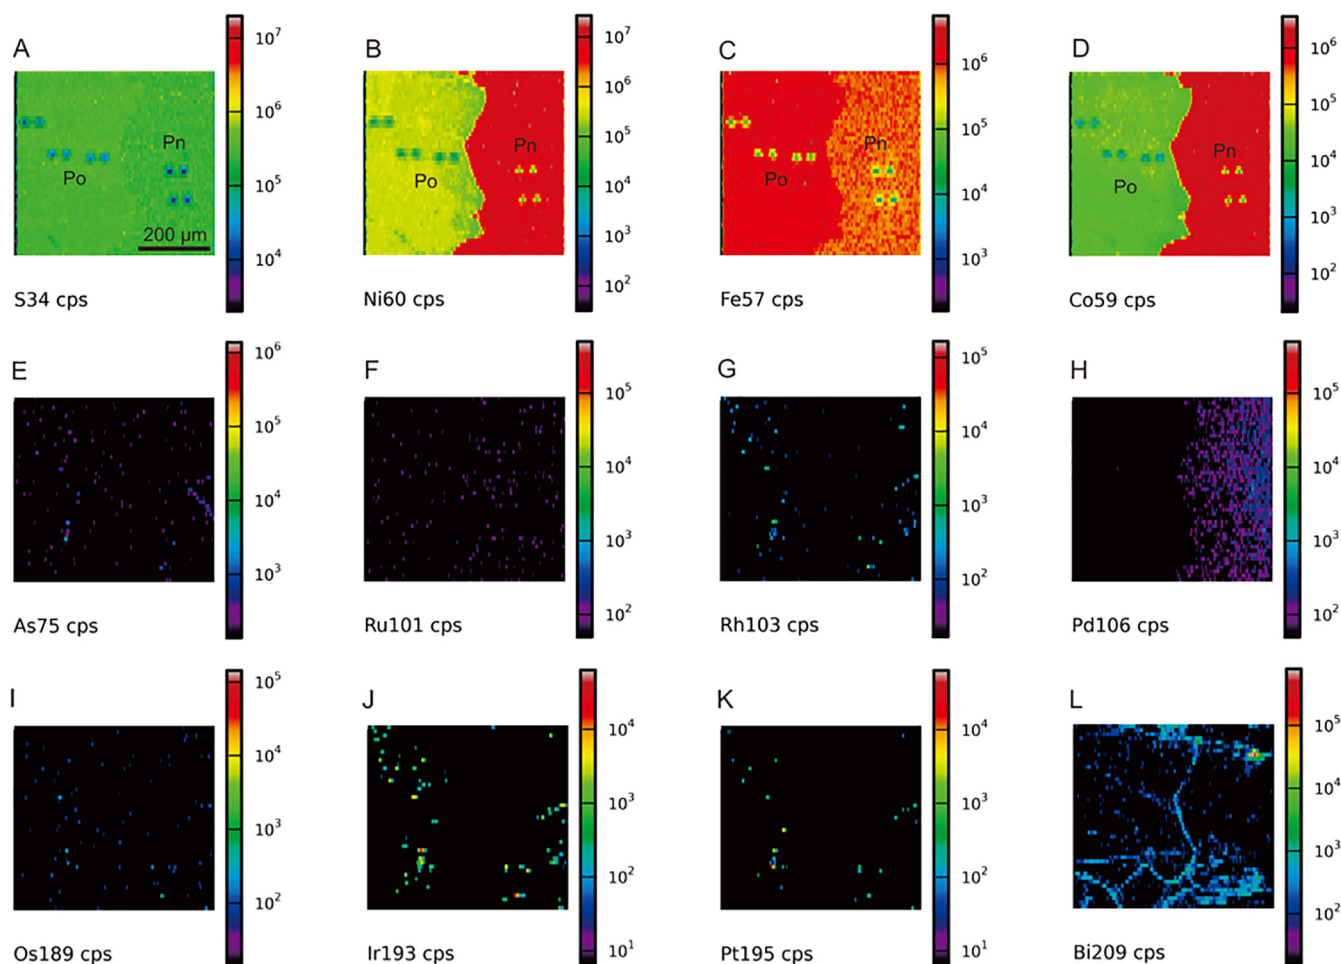 A
B
C
D
10⁷
10⁶
10⁵
10⁴
Po
Pn
200 µm
S34 cps
10⁷
10⁶
10⁵
10⁴
10³
10²
Po
Pn
Ni60 cps
10⁶
10⁵
10⁴
10³
Po
Pn
Fe57 cps
10⁶
10⁵
10⁴
10³
10²
Po
Pn
Co59 cps
E
F
G
H
10⁶
10⁵
10⁴
10³
As75 cps
10⁵
10⁴
10³
10²
Ru101 cps
10⁵
10⁴
10³
10²
Rh103 cps
10⁵
10⁴
10³
10²
Pd106 cps
I
J
K
L
10⁵
10⁴
10³
10²
Os189 cps
10⁴
10³
10²
10¹
Ir193 cps
10⁴
10³
10²
10¹
Pt195 cps
10⁵
10⁴
10³
10²
Bi209 cps